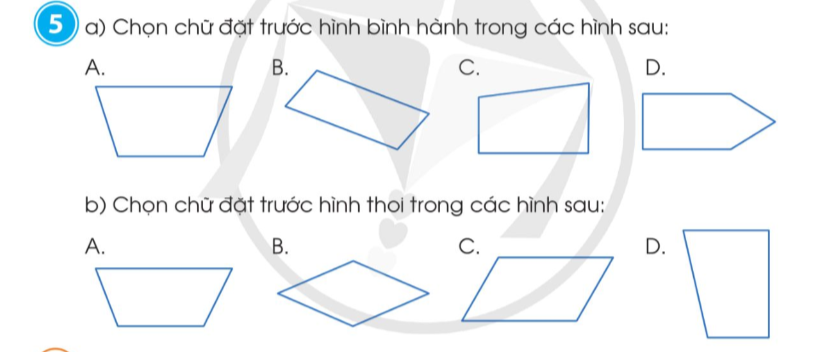 5 a) Chọn chữ đặt trước hình bình hành trong các hình sau:
A. B. C. D.
b) Chọn chữ đặt trước hình thoi trong các hình sau:
A. B. C. D.